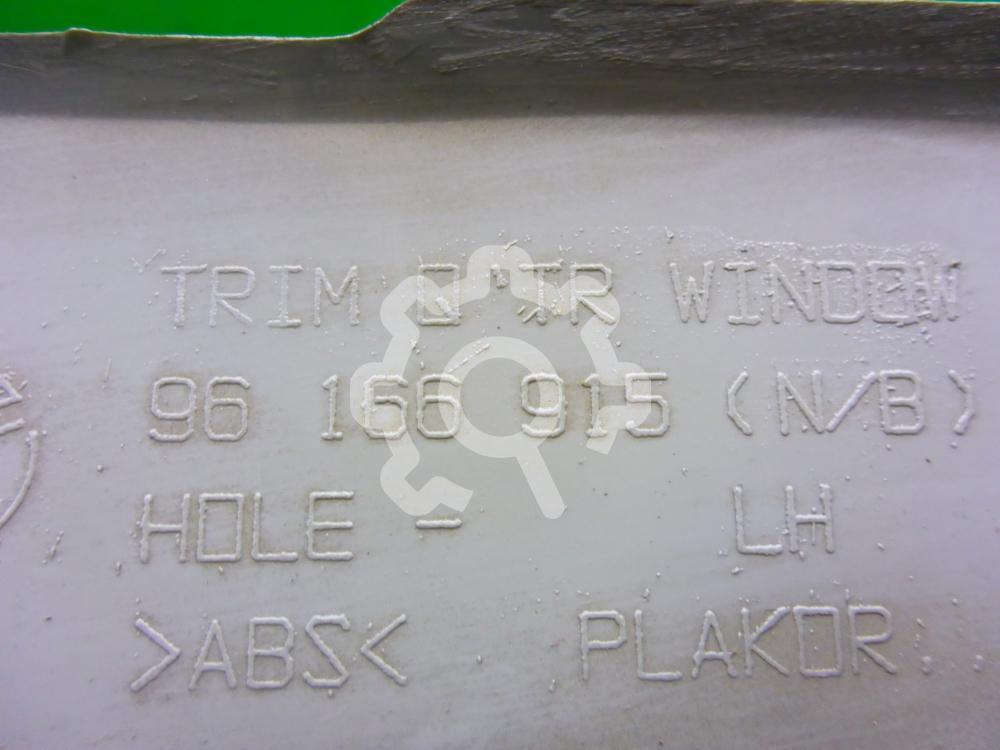 TRIM Q'TR WINDOW
96 166 915 (N/B)
HOLE - LH
>ABS< PLAKOR